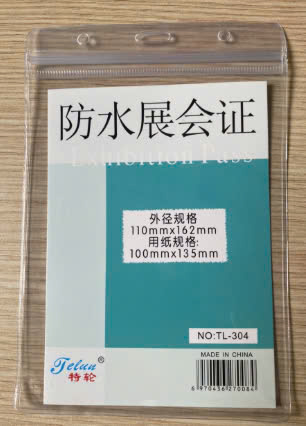 防水展会证
Exhibition Pass
外径规格
110mmx162mm
用纸规格:
100mmx135mm
NO:TL-304
MADE IN CHINA
Telun
特轮
6970456270084